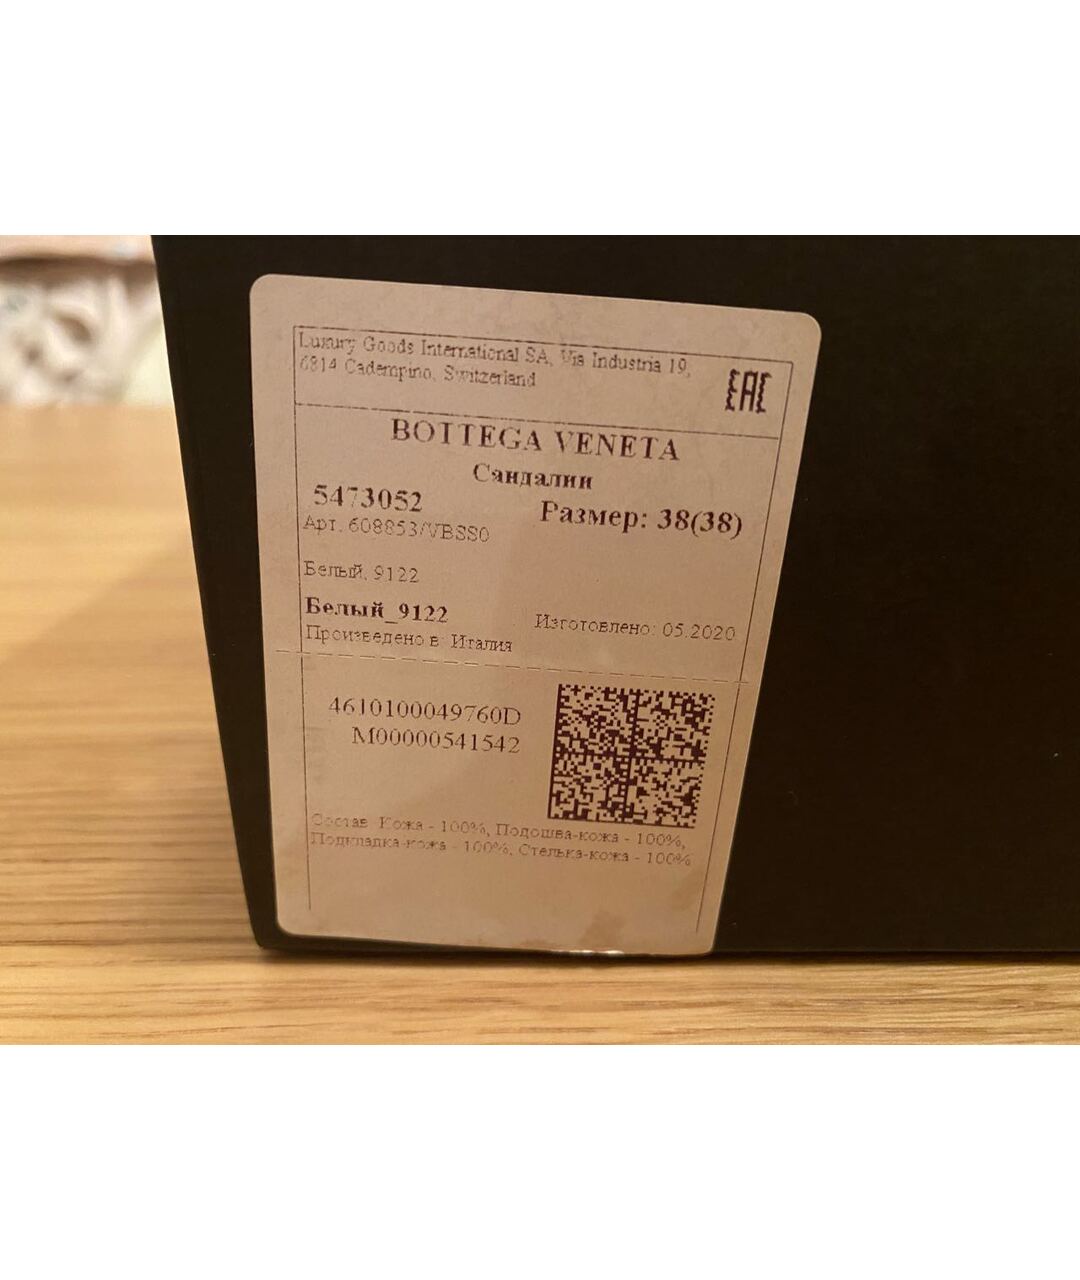 Luxury Goods International SA, Via Industria 19,
6814 Cadempino, Switzerland
EAC
BOTTEGA VENETA
Сандалии
5473052
Размер: 38(38)
Арт. 608853/VBSS0
Белый, 9122
Белый_9122
Изготовлено: 05.2020
Произведено в: Италия
4610100049760D
M00000541542
Состав: Кожа - 100%, Подошва-кожа - 100%,
Подкладка-кожа - 100%, Стелька-кожа - 100%